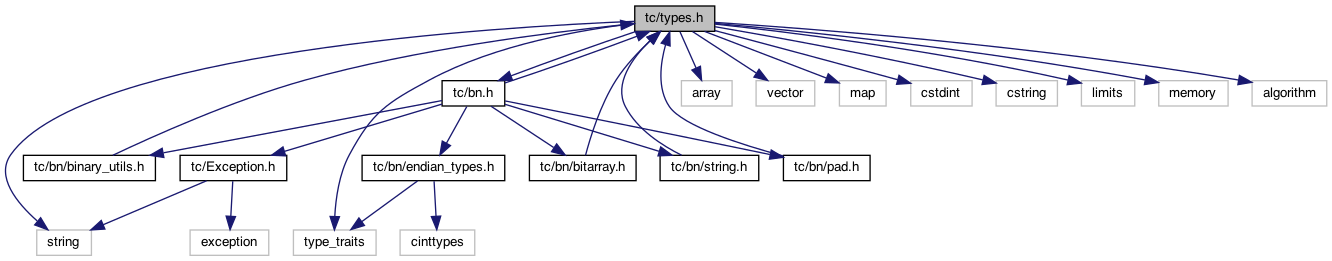 tc/types.h
tc/bn.h
array
vector
map
cstdint
cstring
limits
memory
algorithm
tc/bn/binary_utils.h
tc/Exception.h
tc/bn/endian_types.h
tc/bn/bitarray.h
tc/bn/string.h
tc/bn/pad.h
string
exception
type_traits
cinttypes